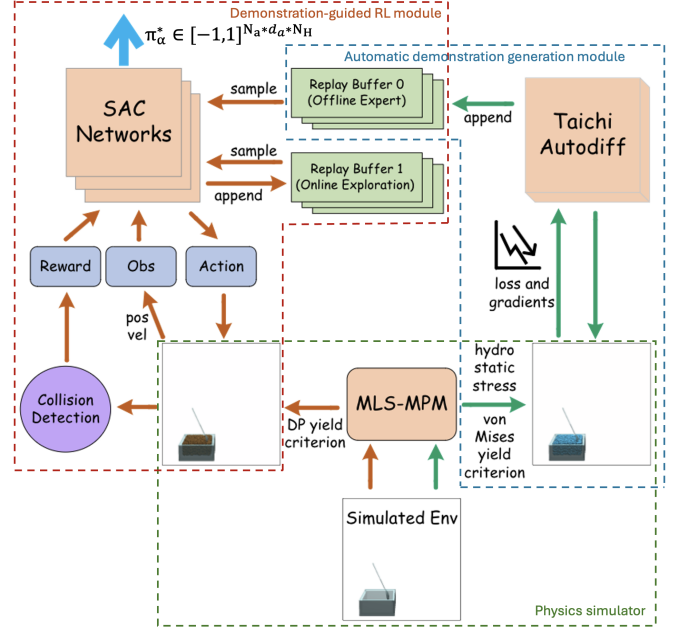 Demonstration-guided RL module
π*α ∈ [−1,1]^Na*da*NH
Automatic demonstration generation module
SAC
Networks
sample
Replay Buffer 0
(Offline Expert)
append
Taichi
Autodiff
sample
append
Replay Buffer 1
(Online Exploration)
Reward
Obs
Action
loss and
gradients
pos
vel
Collision
Detection
DP yield
criterion
MLS-MPM
hydro
static
stress
von
Mises
yield
criterion
Simulated Env
Physics simulator